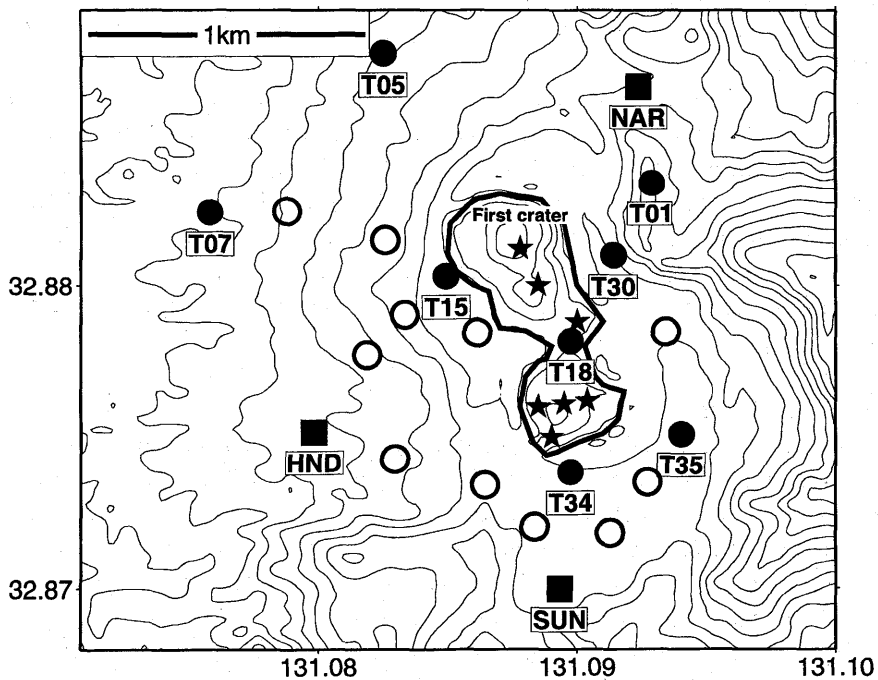 1km
T05
NAR
T01
First crater
T07
T30
32.88
T15
T18
HND
T35
T34
32.87
SUN
131.08
131.09
131.10